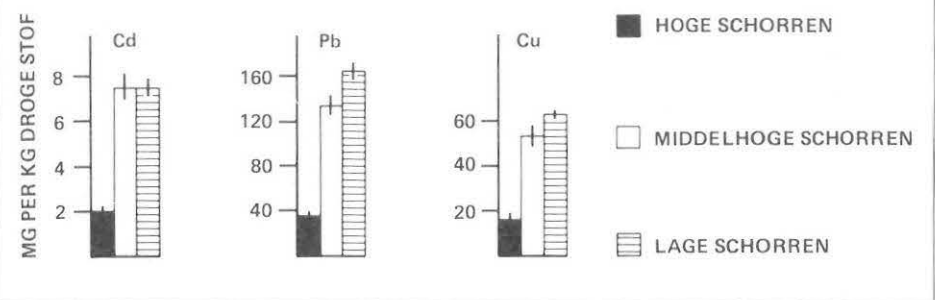 MG PER KG DROGE STOF
Cd
8
6
4
2
Pb
160
120
80
40
Cu
60
40
20
HOGE SCHORREN
MIDDELHOGE SCHORREN
LAGE SCHORREN